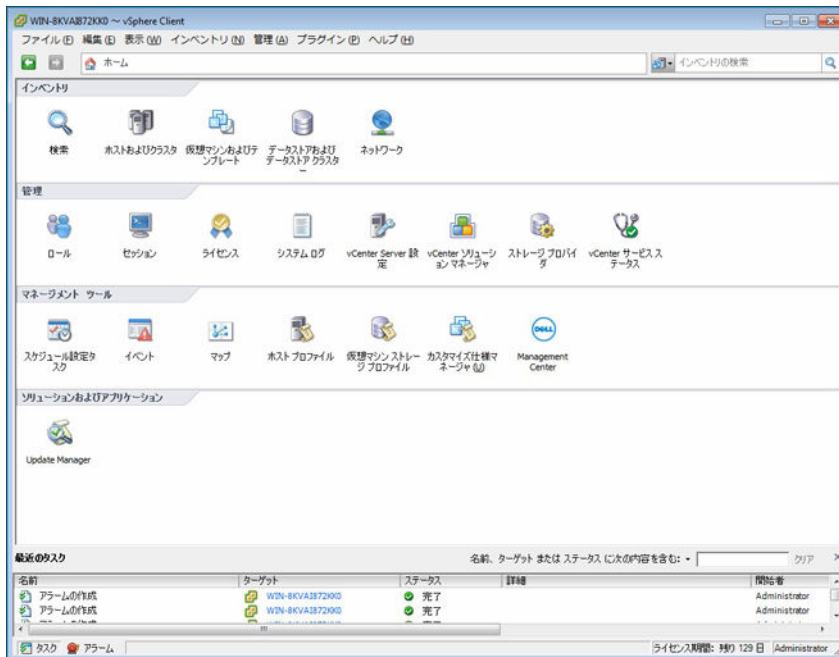 WIN-8KVAI872KK0 ～ vSphere Client
ファイル(F) 編集(E) 表示(W) インベントリ(N) 管理(A) プラグイン(P) ヘルプ(H)
ホーム インベントリの検索
インベントリ
検索 ホストおよびクラスタ 仮想マシンおよびテ データストアおよび ネットワーク
ンプレート データストア クラスタ
ー
管理
ロール セッション ライセンス システム ログ vCenter Server 設 vCenter ソリューシ ストレージ プロバイ vCenter サービス ス
定 ョン マネージャ ダ テータス
マネージメント ツール
DELL
スケジュール設定タ イベント マップ ホスト プロファイル 仮想マシン ストレー カスタマイズ仕様マ Management
スク ジ プロファイル ネージャ (U) Center
ソリューションおよびアプリケーション
Update Manager
最近のタスク 名前、ターゲット または ステータス に次の内容を含む: クリア
名前 ターゲット ステータス 詳細 開始者
アラームの作成 WIN-8KVAI872KK0 完了 Administrator
アラームの作成 WIN-8KVAI872KK0 完了 Administrator
タスク アラーム ライセンス期間: 残り 129 日 Administrator